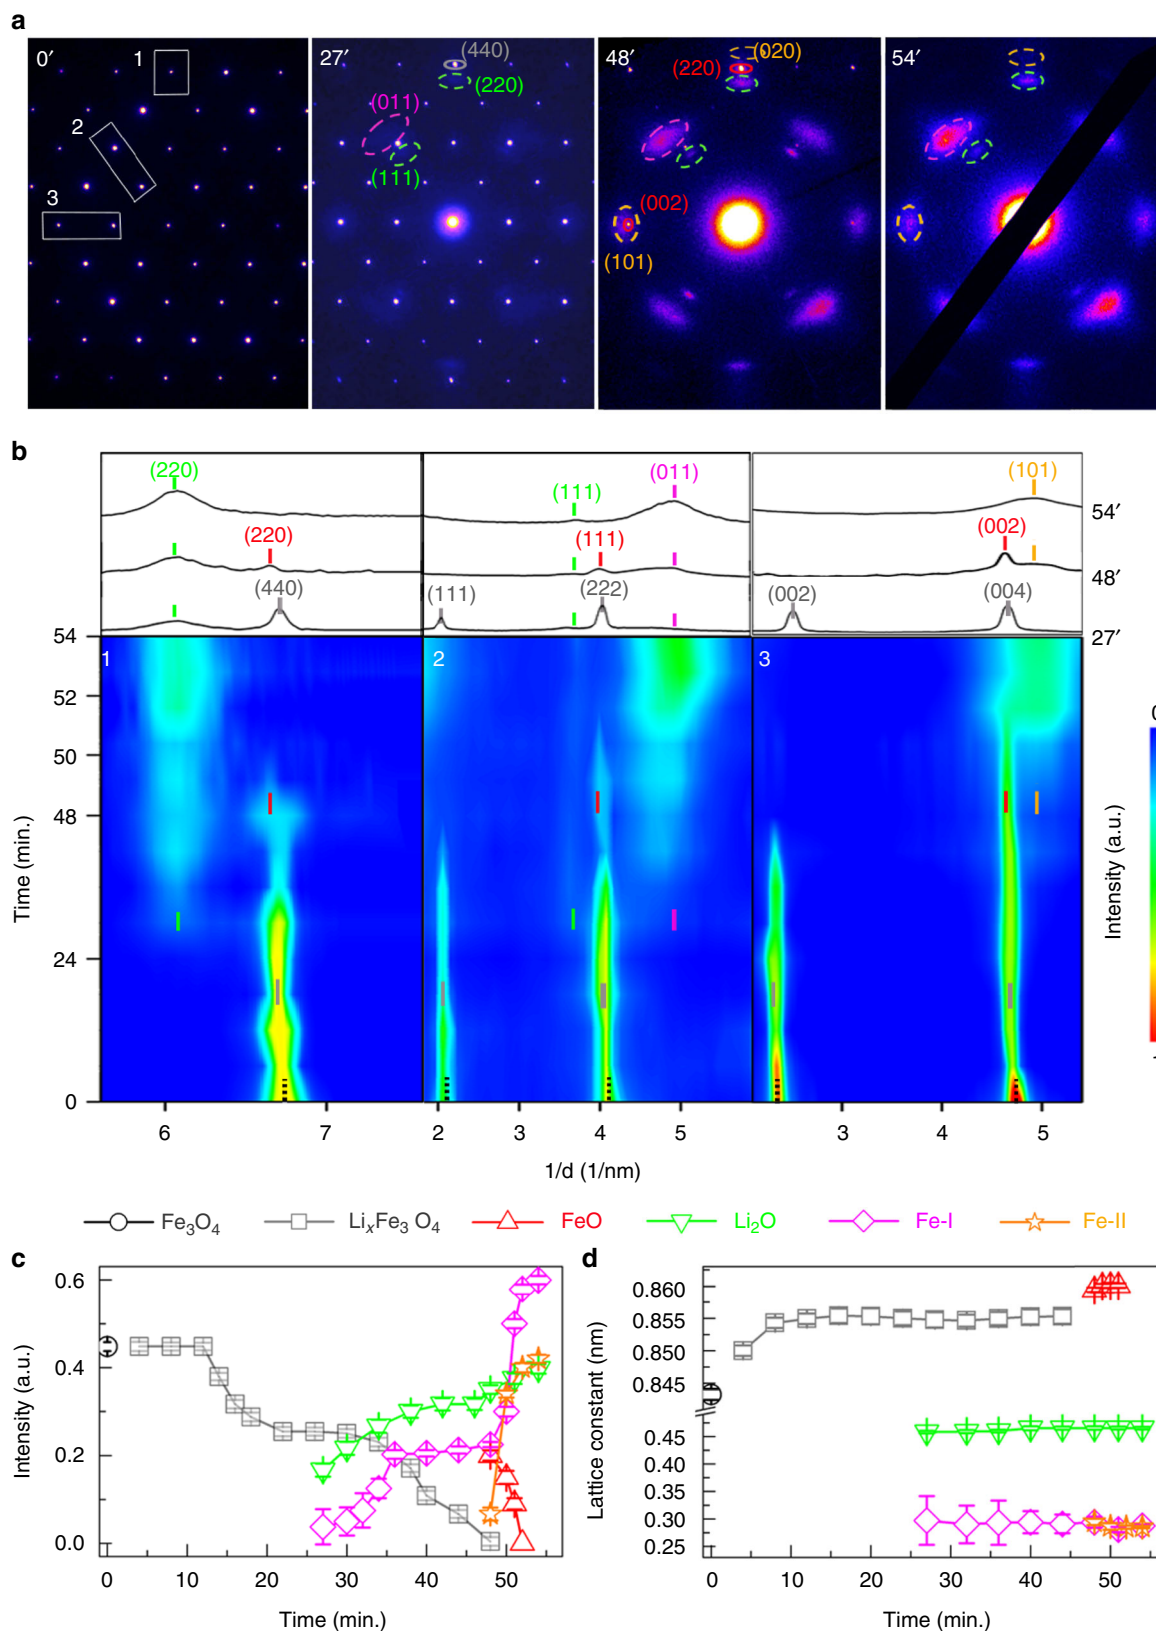 a
0′ 1 2 3
27′ (440) (220) (011) (111)
48′ (020) (220) (002) (101)
54′
b
(220) (011) (101)
(111) 54′
(220) (111) (002)
48′
(440) (111) (222) (002) (004)
27′
1 2 3
54
52
50
48
24
0
Time (min.)
6 7 2 3 4 5 3 4 5
1/d (1/nm)
0
Intensity (a.u.)
1
Fe₃O₄ LiₓFe₃ O₄ FeO Li₂O Fe-I Fe-II
c
0.6
0.4
0.2
0.0
Intensity (a.u.)
0 10 20 30 40 50
Time (min.)
d
0.860
0.855
0.850
0.845
0.45
0.40
0.35
0.30
0.25
Lattice constant (nm)
0 10 20 30 40 50
Time (min.)